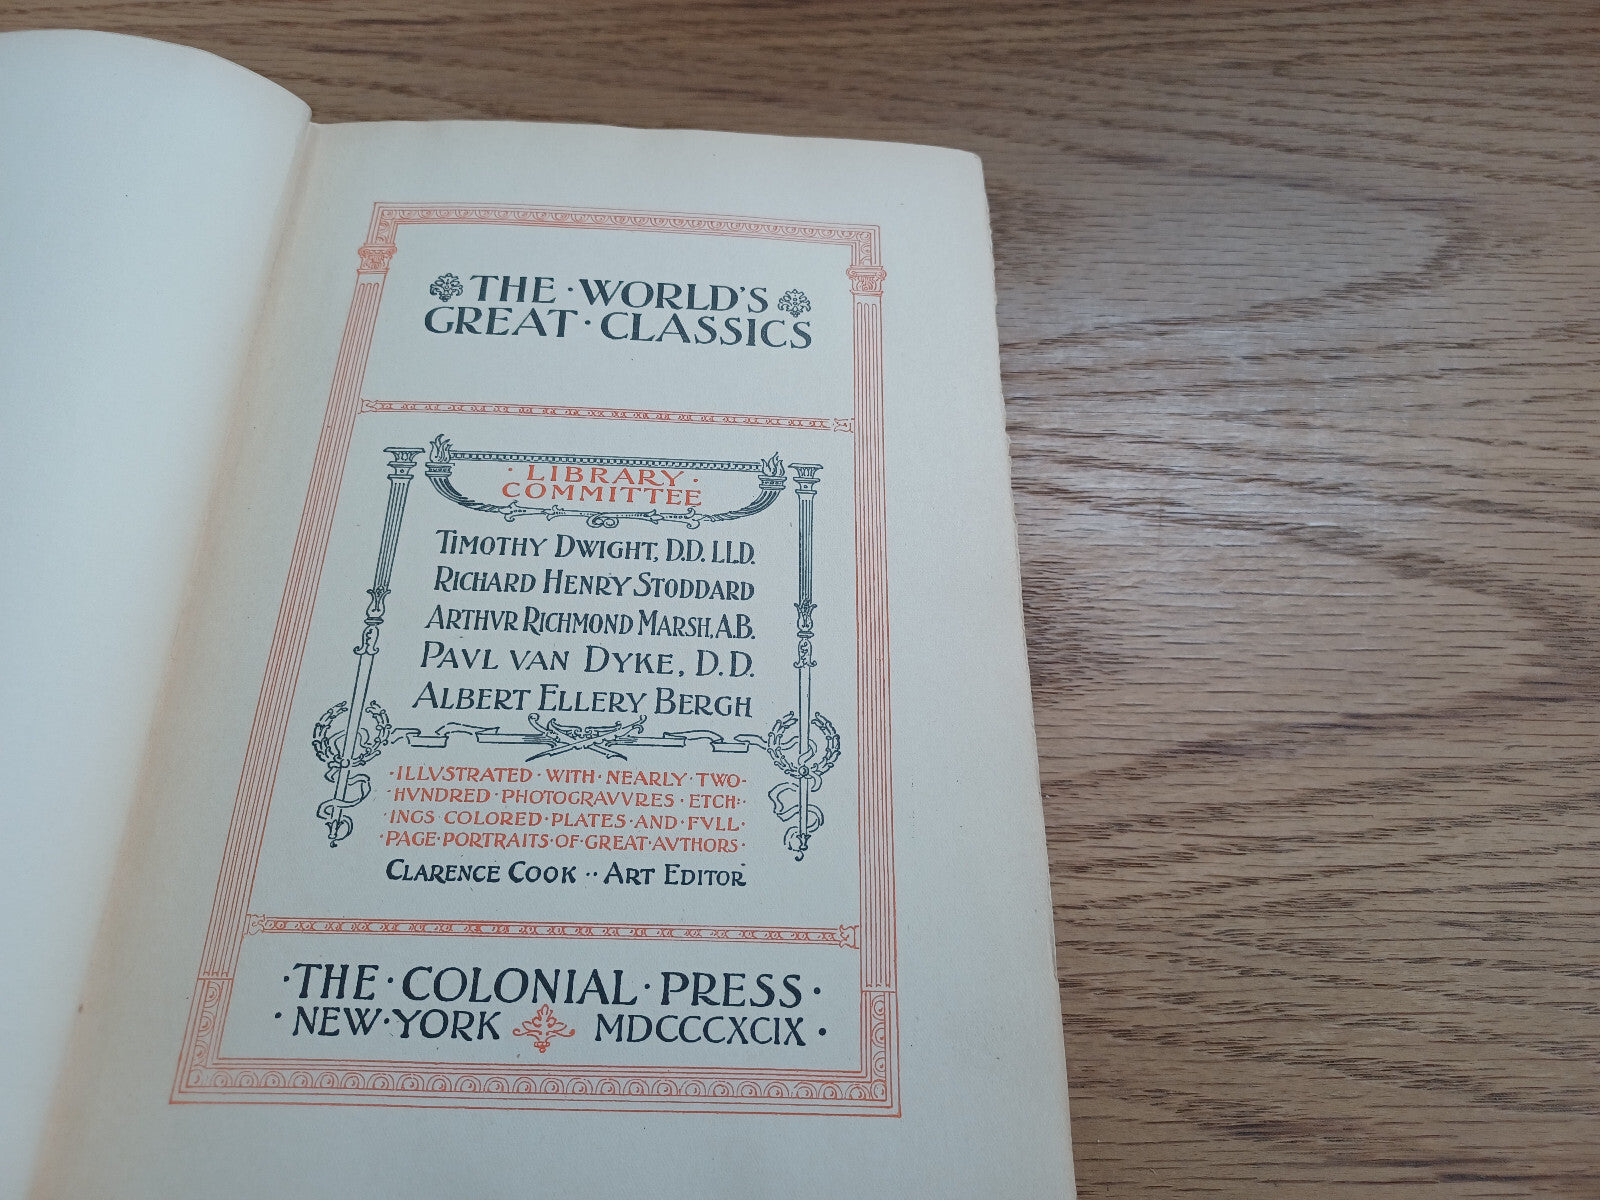 THE · WORLD'S
GREAT · CLASSICS
· LIBRARY ·
COMMITTEE
TIMOTHY DWIGHT, D.D. LL.D.
RICHARD HENRY STODDARD
ARTHVR RICHMOND MARSH, A.B.
PAVL VAN DYKE, D.D.
ALBERT ELLERY BERGH
· ILLVSTRATED · WITH · NEARLY · TWO ·
· HVNDRED · PHOTOGRAVVRES · ETCH: ·
· INGS · COLORED · PLATES · AND · FVLL ·
· PAGE · PORTRAITS · OF · GREAT · AVTHORS ·
CLARENCE COOK · · ART EDITOR
· THE · COLONIAL · PRESS ·
· NEW · YORK MDCCCXCIX ·